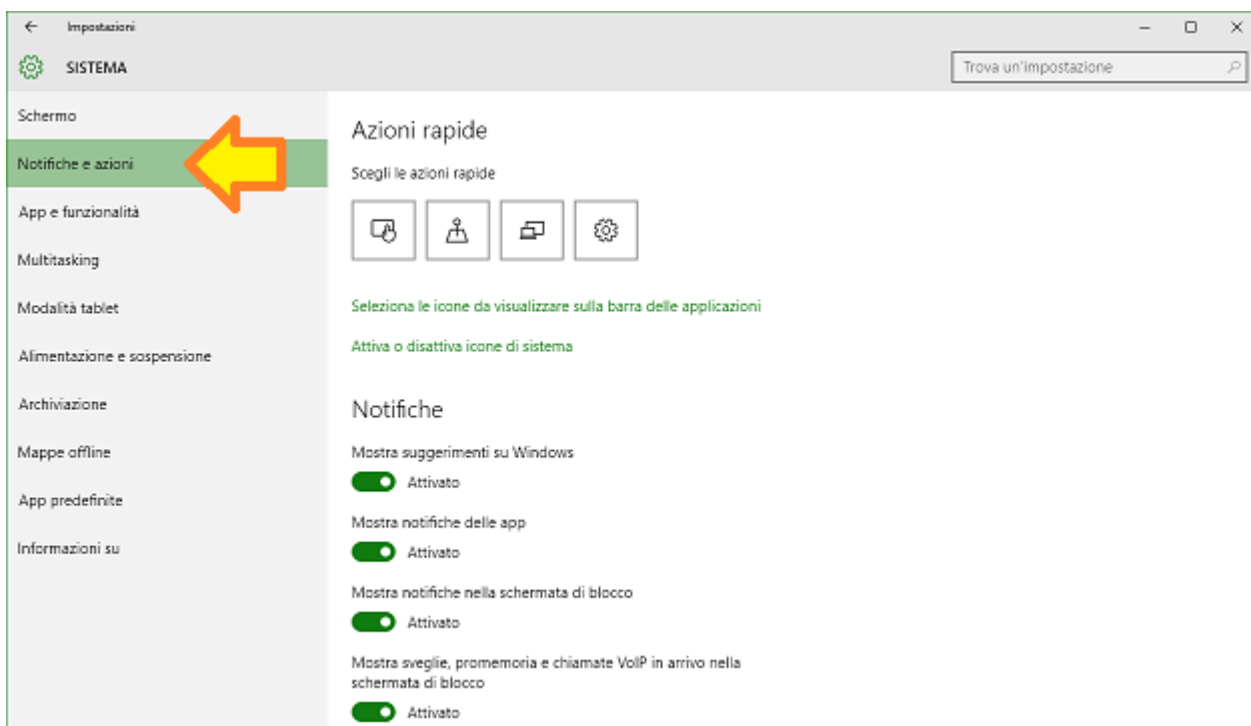 Impostazioni
SISTEMA
Trova un'impostazione
Schermo
Notifiche e azioni
App e funzionalità
Multitasking
Modalità tablet
Alimentazione e sospensione
Archiviazione
Mappe offline
App predefinite
Informazioni su
Azioni rapide
Scegli le azioni rapide
Seleziona le icone da visualizzare sulla barra delle applicazioni
Attiva o disattiva icone di sistema
Notifiche
Mostra suggerimenti su Windows
Attivato
Mostra notifiche delle app
Attivato
Mostra notifiche nella schermata di blocco
Attivato
Mostra sveglie, promemoria e chiamate VoIP in arrivo nella
schermata di blocco
Attivato